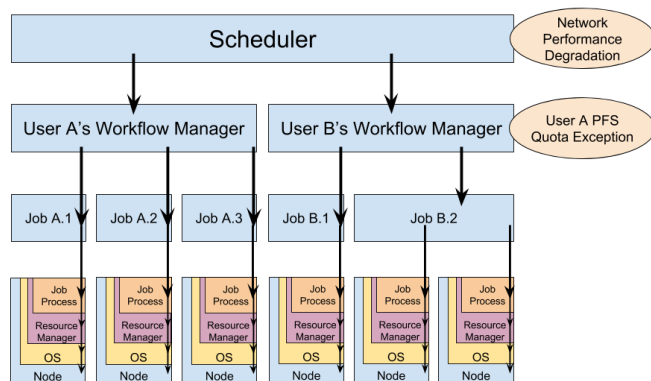 Scheduler
Network
Performance
Degradation
User A's Workflow Manager
User B's Workflow Manager
User A PFS
Quota Exception
Job A.1
Job A.2
Job A.3
Job B.1
Job B.2
Job
Process
Resource
Manager
OS
Node
Job
Process
Resource
Manager
OS
Node
Job
Process
Resource
Manager
OS
Node
Job
Process
Resource
Manager
OS
Node
Job
Process
Resource
Manager
OS
Node
Job
Process
Resource
Manager
OS
Node